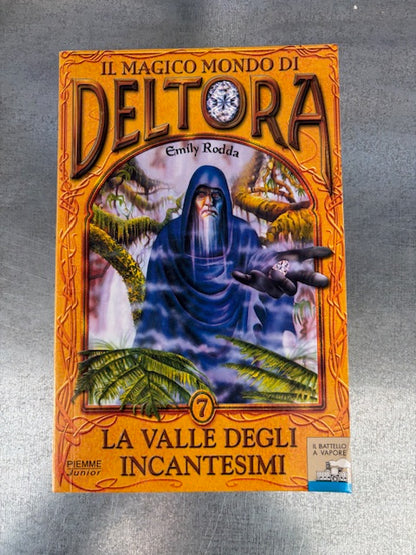 IL MAGICO MONDO DI
DELTORA
Emily Rodda
7
LA VALLE DEGLI
INCANTESIMI
PIEMME
Junior
IL BATTELLO
A VAPORE